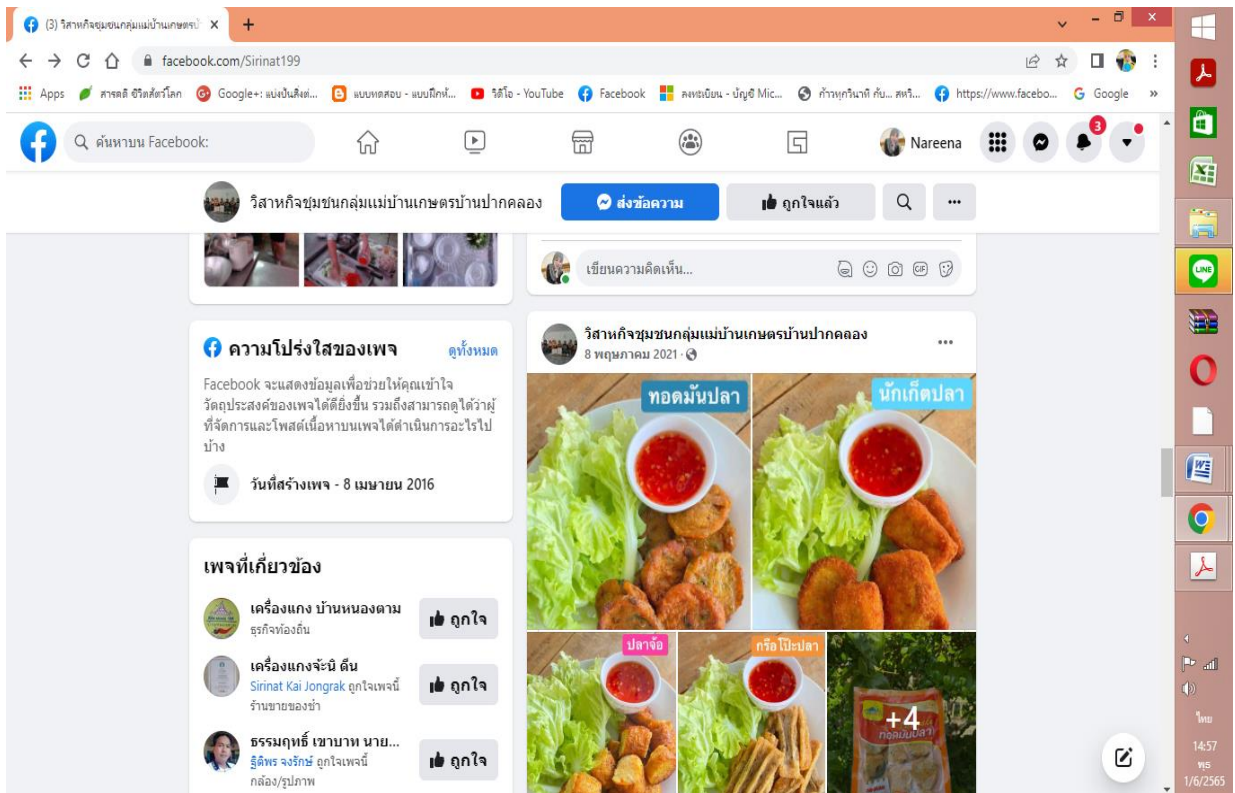 (3) วิสาหกิจชุมชนกลุ่มแม่บ้านเกษตรบ้
facebook.com/Sirinat199
Apps
สารคดี ชีวิตสัตว์โลก
Google+: แบ่งปันสิ่งต่...
แบบทดสอบ - แบบฝึกหั...
วิดีโอ - YouTube
Facebook
ลงทะเบียน - บัญชี Mic...
ก้าวทุกวินาที กับ... สหวิ...
https://www.facebo...
Google
»
ค้นหาบน Facebook:
Nareena
3
วิสาหกิจชุมชนกลุ่มแม่บ้านเกษตรบ้านปากคลอง
ส่งข้อความ
ถูกใจแล้ว
เขียนความคิดเห็น...
GIF
ความโปร่งใสของเพจ
ดูทั้งหมด
Facebook จะแสดงข้อมูลเพื่อช่วยให้คุณเข้าใจ
วัตถุประสงค์ของเพจได้ดียิ่งขึ้น รวมถึงสามารถดูได้ว่าผู้
ที่จัดการและโพสต์เนื้อหาบนเพจได้ดำเนินการอะไรไป
บ้าง
วันที่สร้างเพจ - 8 เมษายน 2016
เพจที่เกี่ยวข้อง
เครื่องแกง บ้านหนองตาม
ธุรกิจท้องถิ่น
ถูกใจ
เครื่องแกงจ๊ะนิ ดีน
Sirinat Kai Jongrak ถูกใจเพจนี้
ร้านขายของชำ
ถูกใจ
ธรรมฤทธิ์ เขาบาท นาย...
ฐิติพร จงรักษ์ ถูกใจเพจนี้
กล้อง/รูปภาพ
ถูกใจ
วิสาหกิจชุมชนกลุ่มแม่บ้านเกษตรบ้านปากคลอง
8 พฤษภาคม 2021
ทอดมันปลา
นักเก็ตปลา
ปลาจ้อ
กรือโป๊ะปลา
ทอดมันปลา
+4
LINE
ไทย
14:57
พธ
1/6/2565